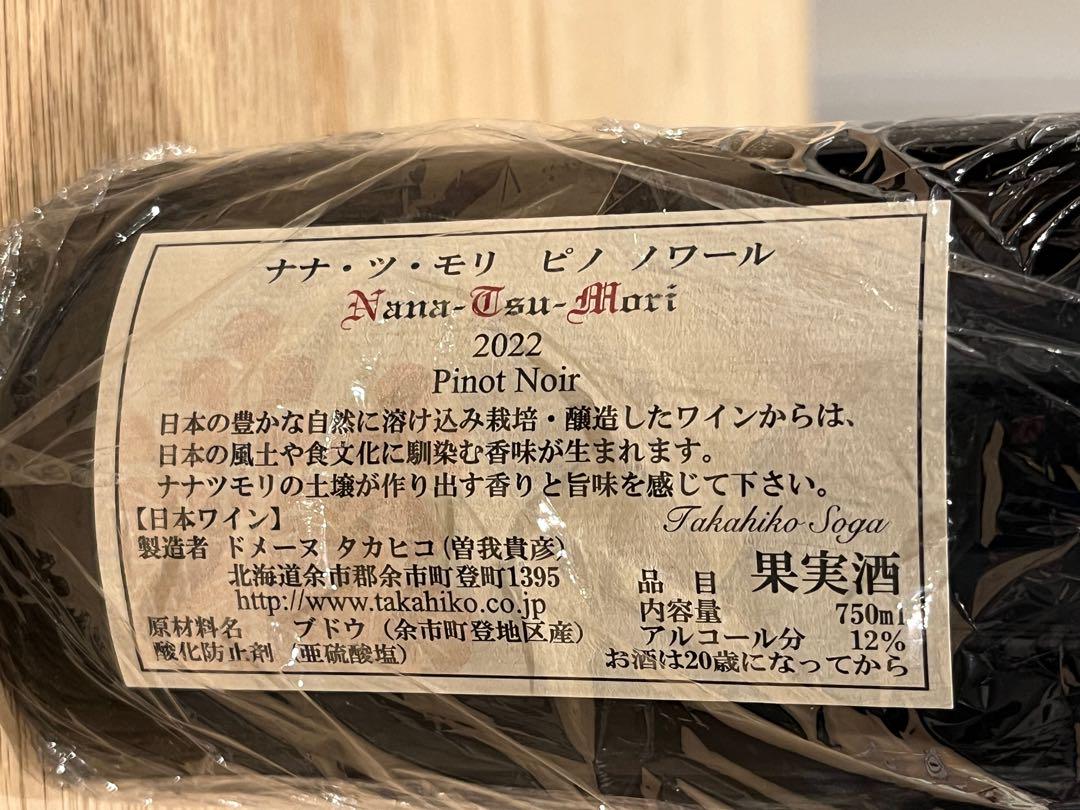 ナナ・ツ・モリ　ピノ ノワール
Nana-Tsu-Mori
2022
Pinot Noir
日本の豊かな自然に溶け込み栽培・醸造したワインからは、
日本の風土や食文化に馴染む香味が生まれます。
ナナツモリの土壌が作り出す香りと旨味を感じて下さい。
【日本ワイン】
Takahiko Soga
製造者 ドメーヌ タカヒコ(曽我貴彦)
北海道余市郡余市町登町1395
http://www.takahiko.co.jp
原材料名　ブドウ（余市町登地区産）
酸化防止剤（亜硫酸塩）
品　目　果実酒
内容量　750ml
アルコール分　12%
お酒は20歳になってから